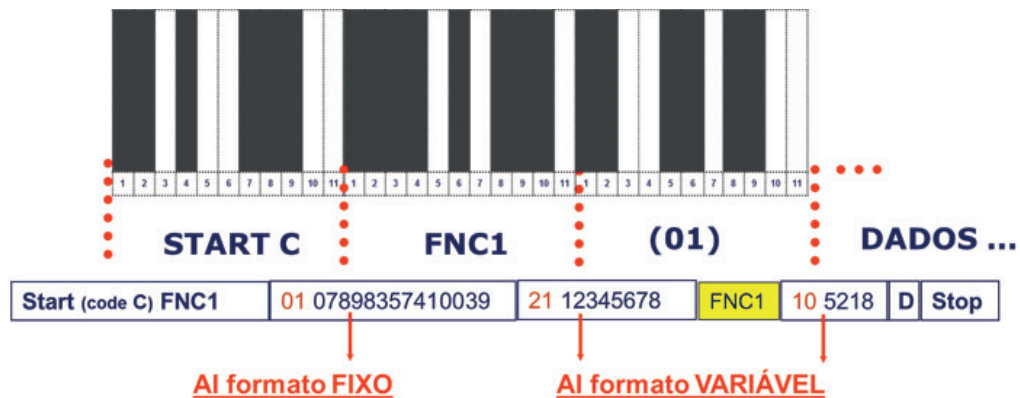 1 2 3 4 5 6 7 8 9 10 11 1 2 3 4 5 6 7 8 9 10 11 1 2 3 4 5 6 7 8 9 10 11
START C FNC1 (01) DADOS ...
Start (code C) FNC1 01 07898357410039 21 12345678 FNC1 10 5218 D Stop
AI formato FIXO AI formato VARIÁVEL